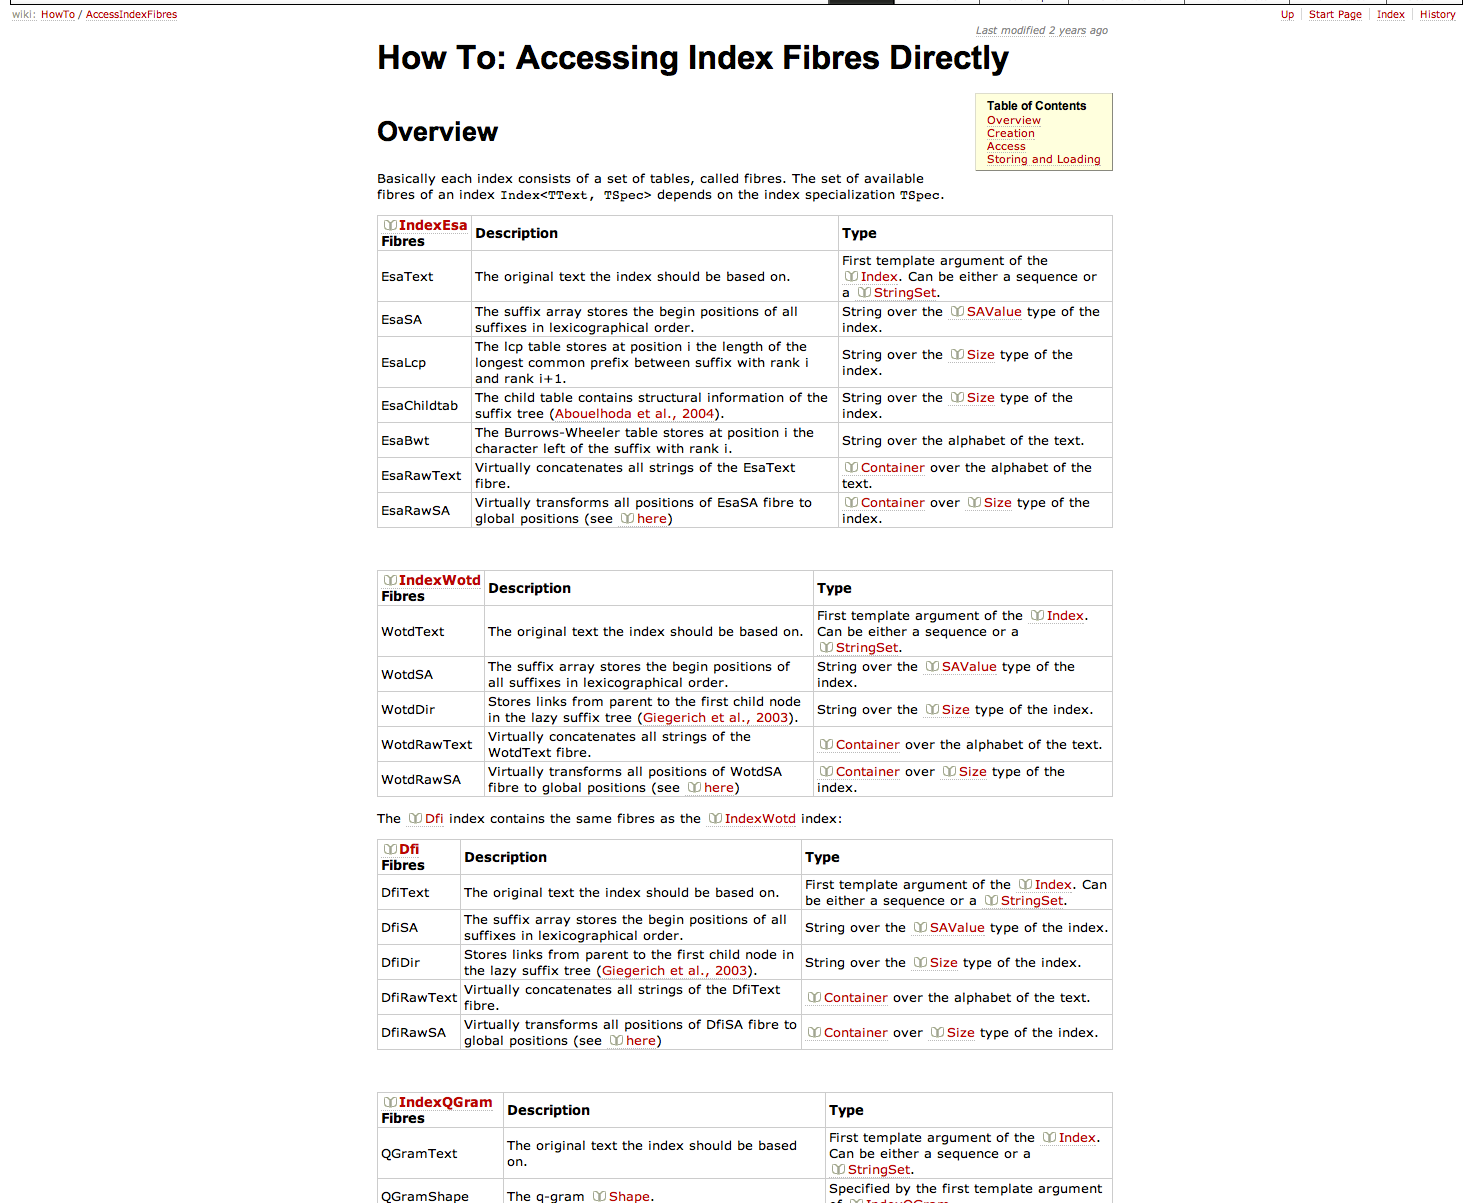 wiki: HowTo / AccessIndexFibres
Up Start Page Index History
Last modified 2 years ago
How To: Accessing Index Fibres Directly
Table of Contents
Overview
Creation
Access
Storing and Loading
Overview
Basically each index consists of a set of tables, called fibres. The set of available
fibres of an index Index<TText, TSpec> depends on the index specialization TSpec.
IndexEsa
Fibres
Description
Type
EsaText
The original text the index should be based on.
First template argument of the
Index. Can be either a sequence or
a StringSet.
EsaSA
The suffix array stores the begin positions of all
suffixes in lexicographical order.
String over the SAValue type of the
index.
EsaLcp
The lcp table stores at position i the length of the
longest common prefix between suffix with rank i
and rank i+1.
String over the Size type of the
index.
EsaChildtab
The child table contains structural information of the
suffix tree (Abouelhoda et al., 2004).
String over the Size type of the
index.
EsaBwt
The Burrows-Wheeler table stores at position i the
character left of the suffix with rank i.
String over the alphabet of the text.
EsaRawText
Virtually concatenates all strings of the EsaText
fibre.
Container over the alphabet of the
text.
EsaRawSA
Virtually transforms all positions of EsaSA fibre to
global positions (see here)
Container over Size type of the
index.
IndexWotd
Fibres
Description
Type
WotdText
The original text the index should be based on.
First template argument of the Index.
Can be either a sequence or a
StringSet.
WotdSA
The suffix array stores the begin positions of
all suffixes in lexicographical order.
String over the SAValue type of the
index.
WotdDir
Stores links from parent to the first child node
in the lazy suffix tree (Giegerich et al., 2003).
String over the Size type of the index.
WotdRawText
Virtually concatenates all strings of the
WotdText fibre.
Container over the alphabet of the text.
WotdRawSA
Virtually transforms all positions of WotdSA
fibre to global positions (see here)
Container over Size type of the
index.
The Dfi index contains the same fibres as the IndexWotd index:
Dfi
Fibres
Description
Type
DfiText
The original text the index should be based on.
First template argument of the Index. Can
be either a sequence or a StringSet.
DfiSA
The suffix array stores the begin positions of all
suffixes in lexicographical order.
String over the SAValue type of the index.
DfiDir
Stores links from parent to the first child node in
the lazy suffix tree (Giegerich et al., 2003).
String over the Size type of the index.
DfiRawText
Virtually concatenates all strings of the DfiText
fibre.
Container over the alphabet of the text.
DfiRawSA
Virtually transforms all positions of DfiSA fibre to
global positions (see here)
Container over Size type of the index.
IndexQGram
Fibres
Description
Type
QGramText
The original text the index should be based
on.
First template argument of the Index.
Can be either a sequence or a
StringSet.
QGramShape
The q-gram Shape.
Specified by the first template argument
of IndexQGram